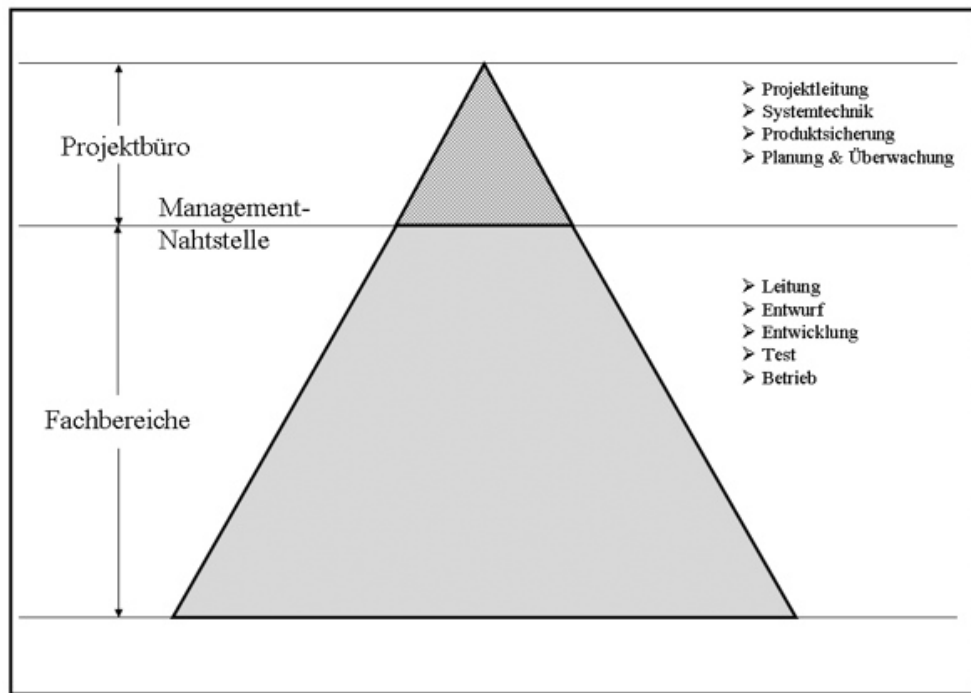 Projektbüro
➢ Projektleitung
➢ Systemtechnik
➢ Produktsicherung
➢ Planung & Überwachung
Management-
Nahtstelle
Fachbereiche
➢ Leitung
➢ Entwurf
➢ Entwicklung
➢ Test
➢ Betrieb